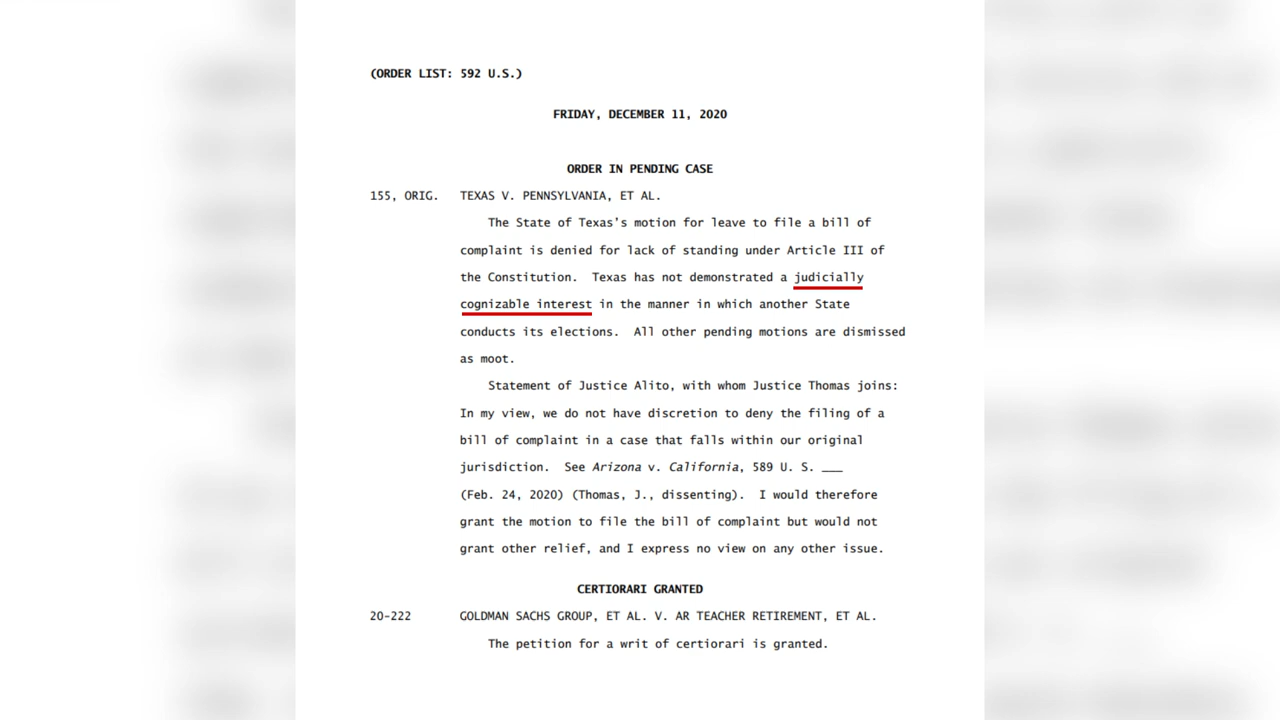 (ORDER LIST: 592 U.S.)
FRIDAY, DECEMBER 11, 2020
ORDER IN PENDING CASE
155, ORIG. TEXAS V. PENNSYLVANIA, ET AL.
The State of Texas's motion for leave to file a bill of
complaint is denied for lack of standing under Article III of
the Constitution. Texas has not demonstrated a judicially
cognizable interest in the manner in which another State
conducts its elections. All other pending motions are dismissed
as moot.
Statement of Justice Alito, with whom Justice Thomas joins:
In my view, we do not have discretion to deny the filing of a
bill of complaint in a case that falls within our original
jurisdiction. See Arizona v. California, 589 U. S. ___
(Feb. 24, 2020) (Thomas, J., dissenting). I would therefore
grant the motion to file the bill of complaint but would not
grant other relief, and I express no view on any other issue.
CERTIORARI GRANTED
20-222 GOLDMAN SACHS GROUP, ET AL. V. AR TEACHER RETIREMENT, ET AL.
The petition for a writ of certiorari is granted.